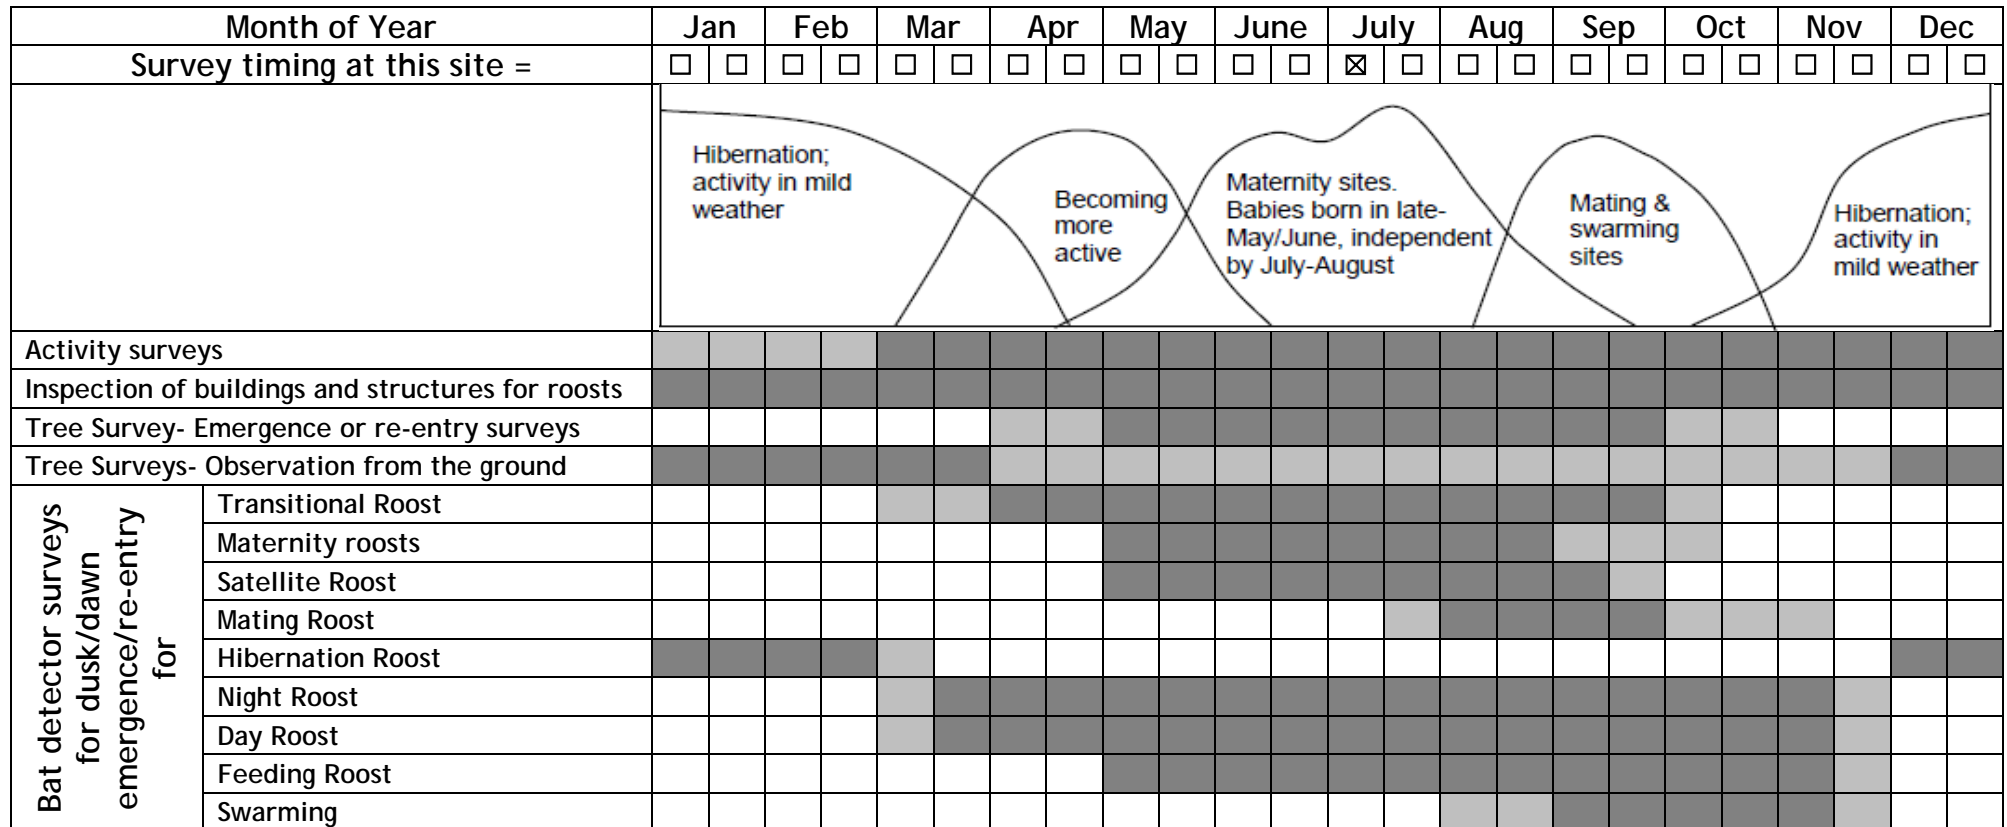 Month of Year Jan Feb Mar Apr May June July Aug Sep Oct Nov Dec
Survey timing at this site = ☐ ☐ ☐ ☐ ☐ ☐ ☐ ☐ ☐ ☐ ☐ ☐ ☒ ☐ ☐ ☐ ☐ ☐ ☐ ☐ ☐ ☐ ☐ ☐
Hibernation;
activity in mild
weather
Becoming
more
active
Maternity sites.
Babies born in late-
May/June, independent
by July-August
Mating &
swarming
sites
Hibernation;
activity in
mild weather
Activity surveys
Inspection of buildings and structures for roosts
Tree Survey- Emergence or re-entry surveys
Tree Surveys- Observation from the ground
Bat detector surveys
for dusk/dawn
emergence/re-entry
for
Transitional Roost
Maternity roosts
Satellite Roost
Mating Roost
Hibernation Roost
Night Roost
Day Roost
Feeding Roost
Swarming